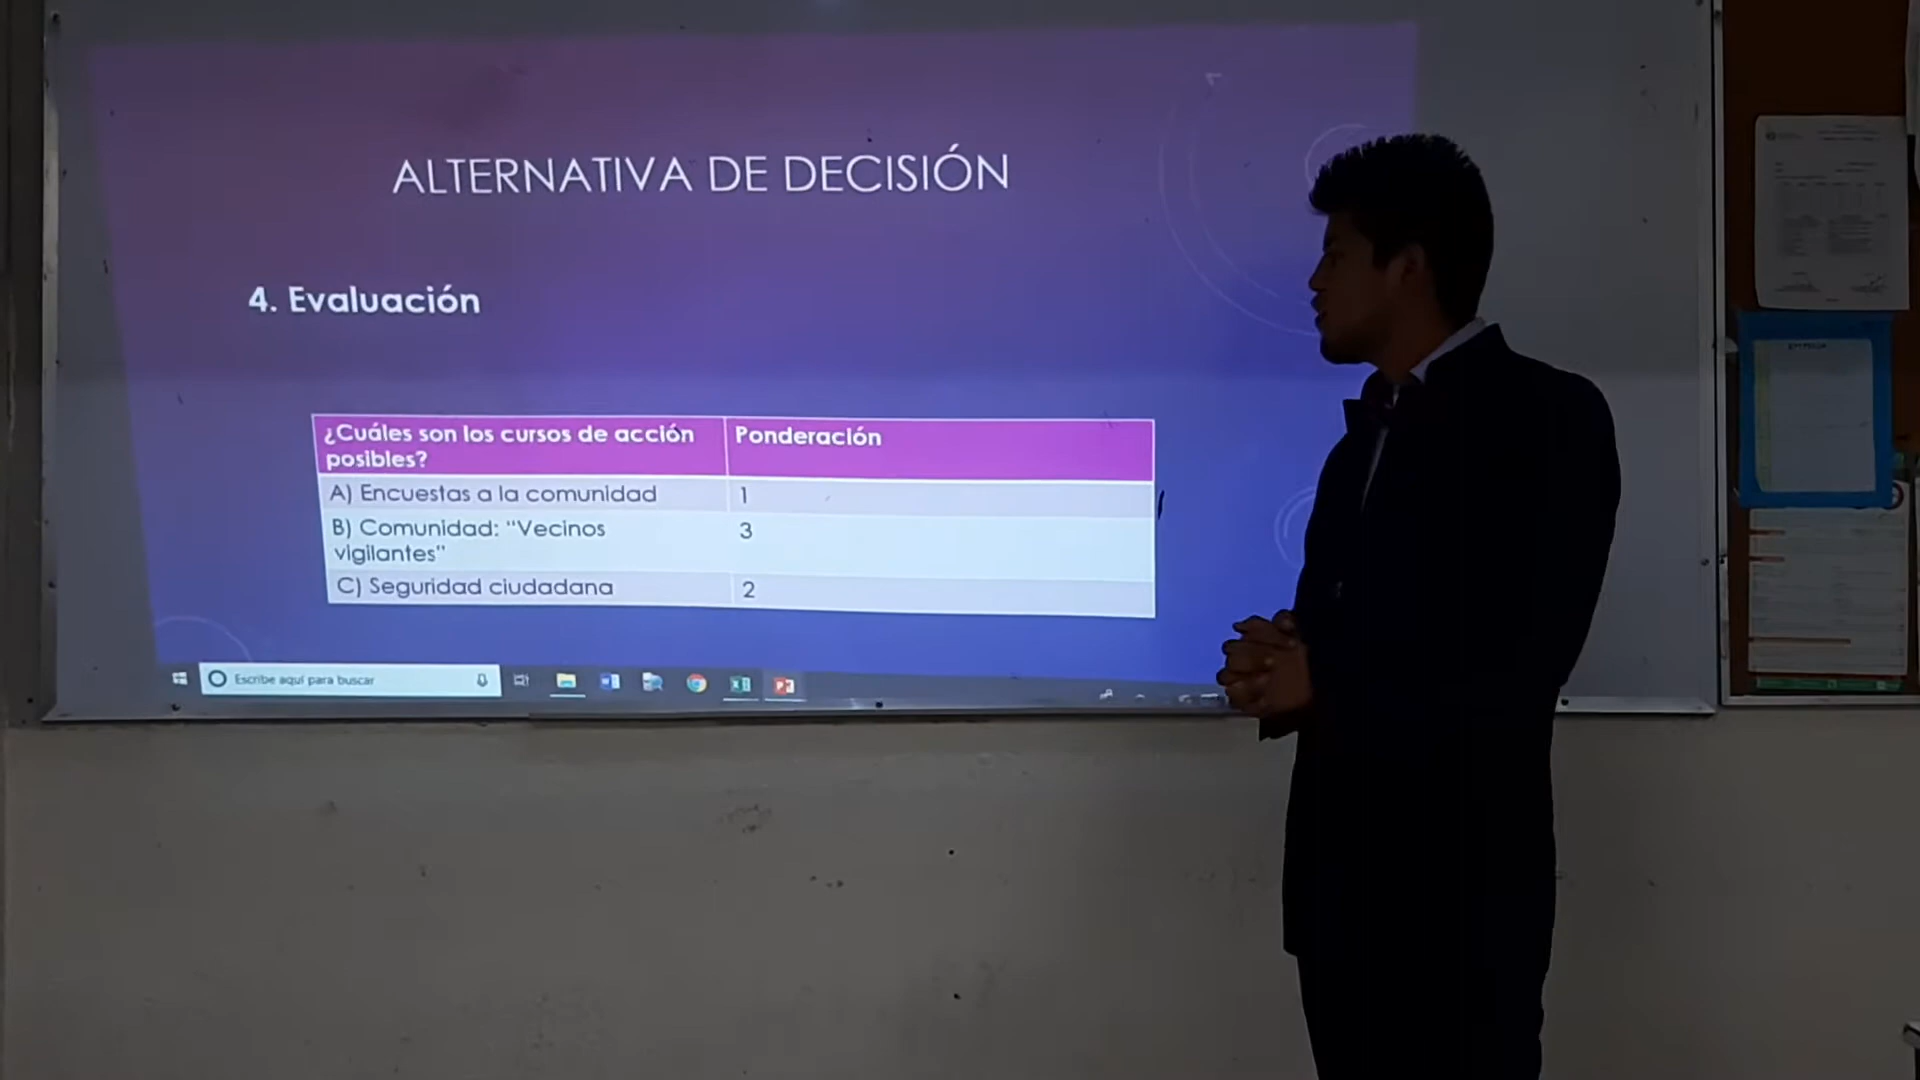 ALTERNATIVA DE DECISIÓN
4. Evaluación
¿Cuáles son los cursos de acción
posibles?
Ponderación
A) Encuestas a la comunidad
1
B) Comunidad: “Vecinos
vigilantes”
3
C) Seguridad ciudadana
2
Escribe aquí para buscar